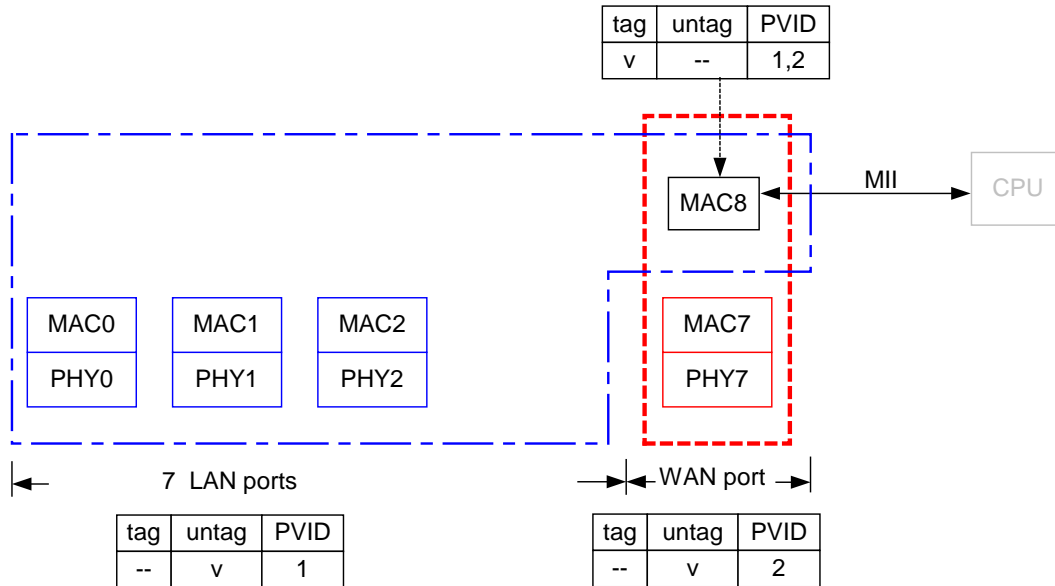 tag untag PVID
v -- 1,2
MAC8
MII
CPU
MAC0 MAC1 MAC2 MAC7
PHY0 PHY1 PHY2 PHY7
7 LAN ports WAN port
tag untag PVID tag untag PVID
-- v 1 -- v 2